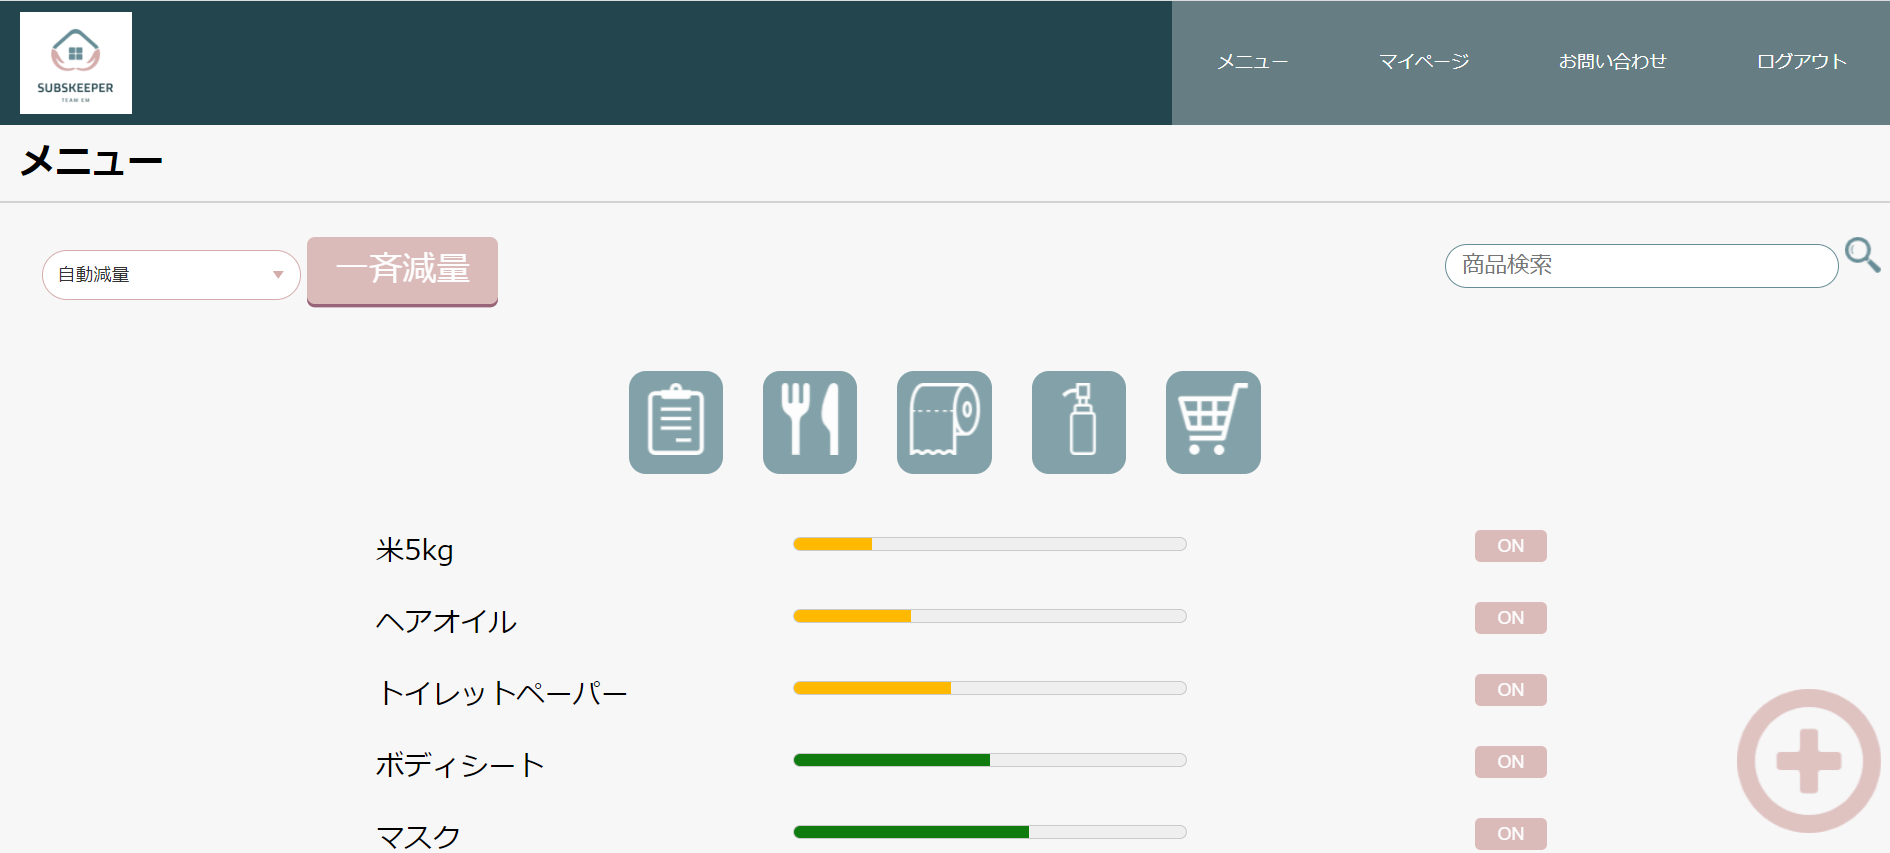 SUBSKEEPER
TEAM EM
メニュー
マイページ
お問い合わせ
ログアウト
メニュー
自動減量
一斉減量
商品検索
米5kg
ON
ヘアオイル
ON
トイレットペーパー
ON
ボディシート
ON
マスク
ON